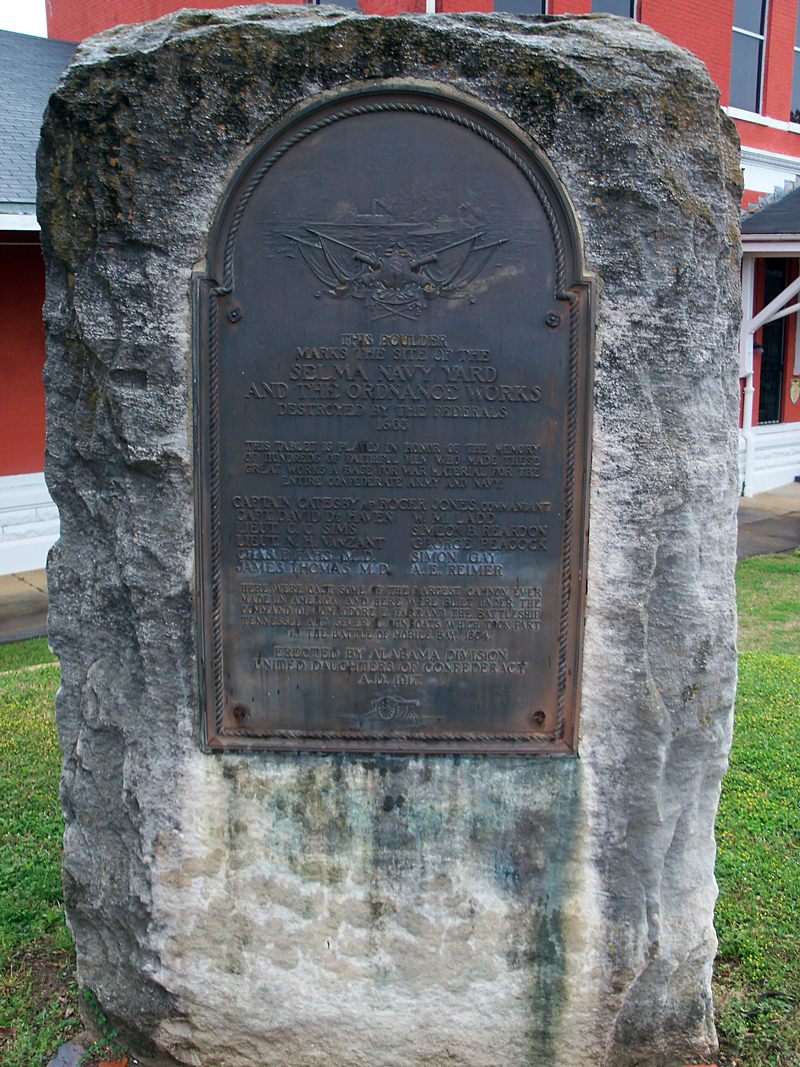 THIS BOULDER
MARKS THE SITE OF THE
SELMA NAVY YARD
AND THE ORDNANCE WORKS
DESTROYED BY THE FEDERALS
1865
THIS TABLET IS PLACED IN HONOR OF THE MEMORY
OF HUNDREDS OF FAITHFUL MEN WHO MADE THESE
GREAT WORKS A BASE FOR WAR MATERIAL FOR THE
ENTIRE CONFEDERATE ARMY AND NAVY
CAPTAIN CATESBY AP ROGER JONES, COMMANDANT
CAPT. DAVID DE HAVEN W. M. LADD
LIEUT. L. SIMS SIMEON REARDON
LIEUT. N. H. VINZANT GEORGE PEACOCK
CHAS. E. M.D. SIMON GAY
JAMES THOMAS M.D. A. E. REIMER
HERE WERE CAST SOME OF THE LARGEST CANNON EVER
MADE IN AMERICA AND HERE WERE BUILT UNDER THE
COMMAND OF COMMODORE FARRAND THE BATTLESHIP
TENNESSEE AND SEVERAL GUNBOATS, WHICH TOOK PART
IN THE BATTLE OF MOBILE BAY, 1864
ERECTED BY ALABAMA DIVISION
UNITED DAUGHTERS OF CONFEDERACY
A.D. 1917